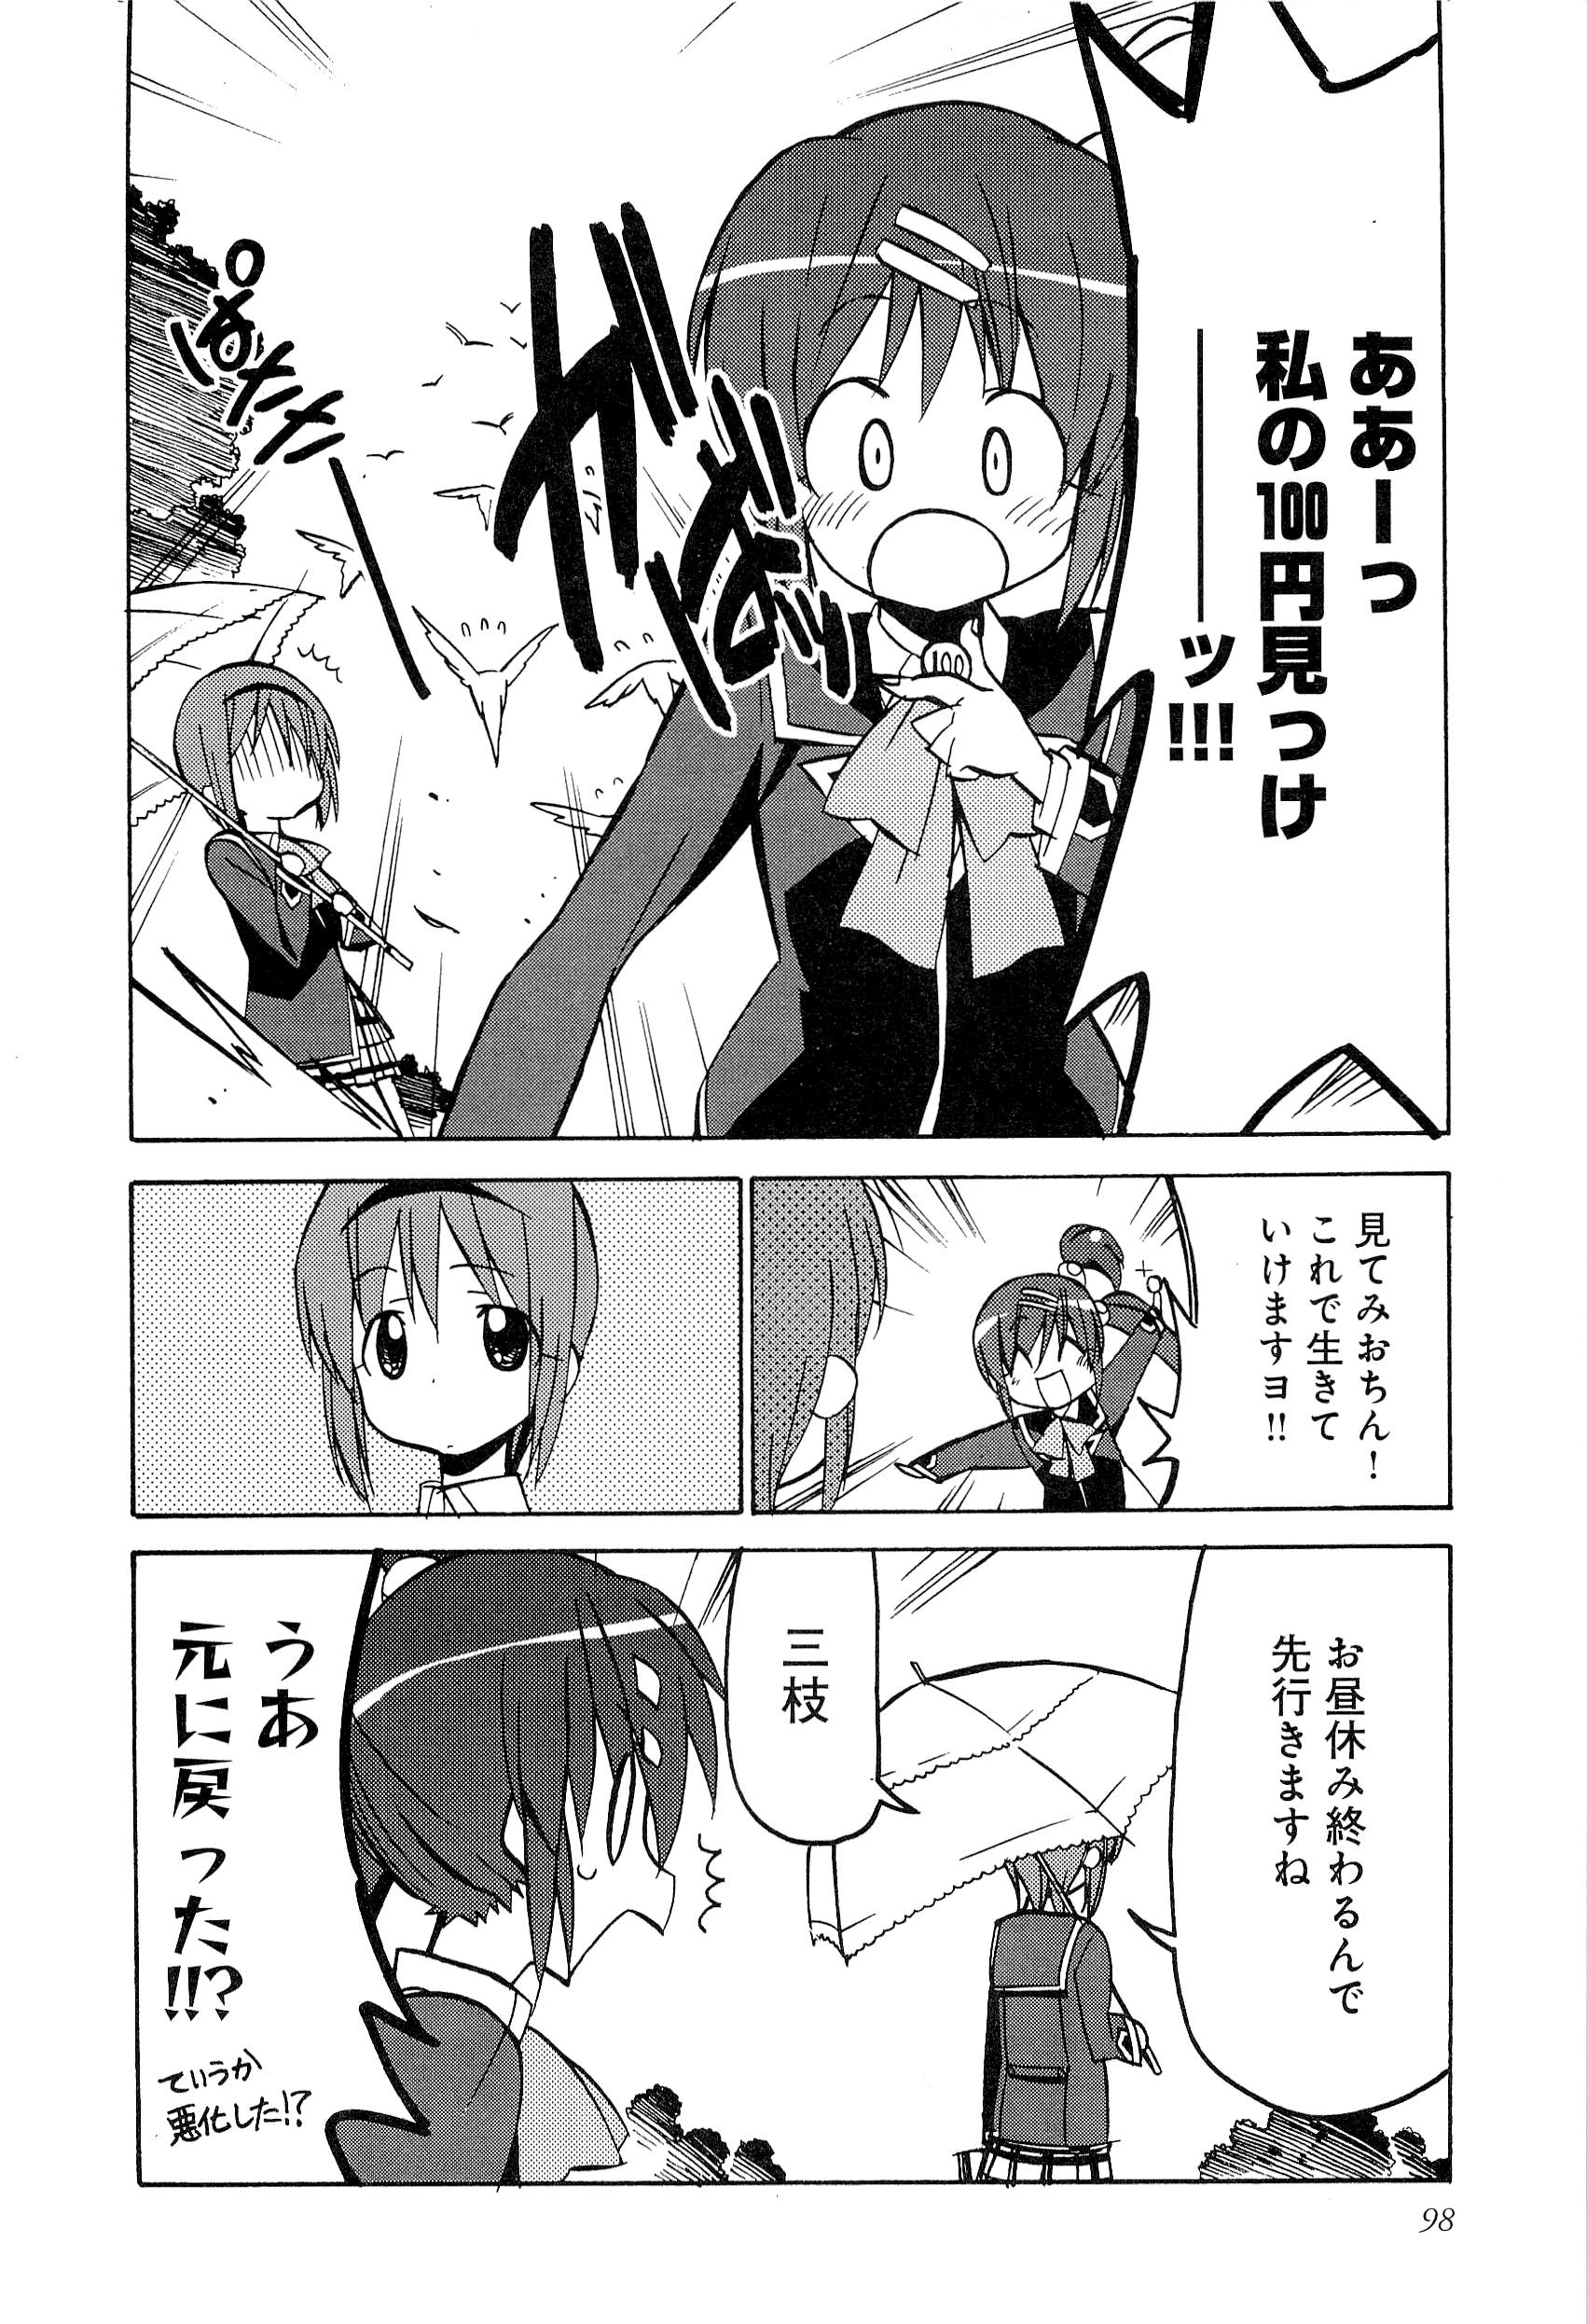 ああーっ
私の100円見っけ
――――ッ!!!
ガバァッ
ぱたたたー
見てみおちん!
これで生きて
いけますヨ!!
お昼休み終わるんで
先行きますね
三枝
うあ
元に戻った!!?
ていうか
悪化した!?
98